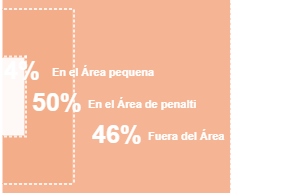 4% En el Área pequena
50% En el Área de penalti
46% Fuera del Área